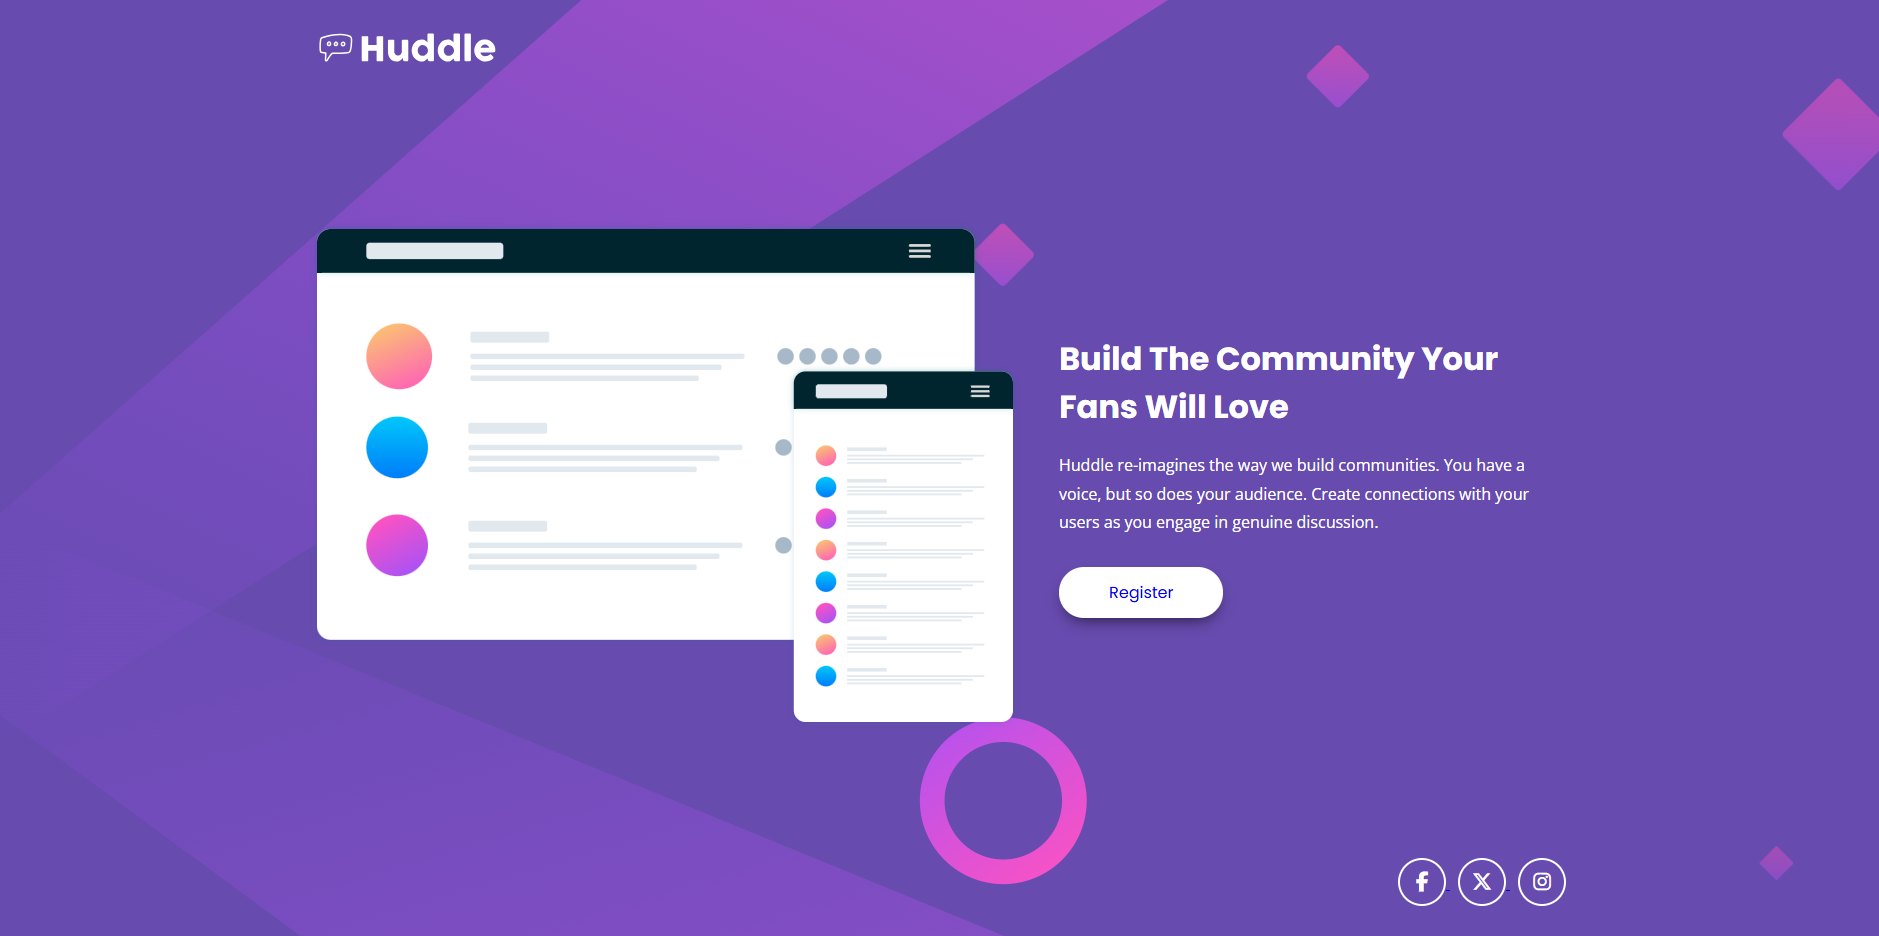 Huddle
Build The Community Your
Fans Will Love
Huddle re-imagines the way we build communities. You have a
voice, but so does your audience. Create connections with your
users as you engage in genuine discussion.
Register